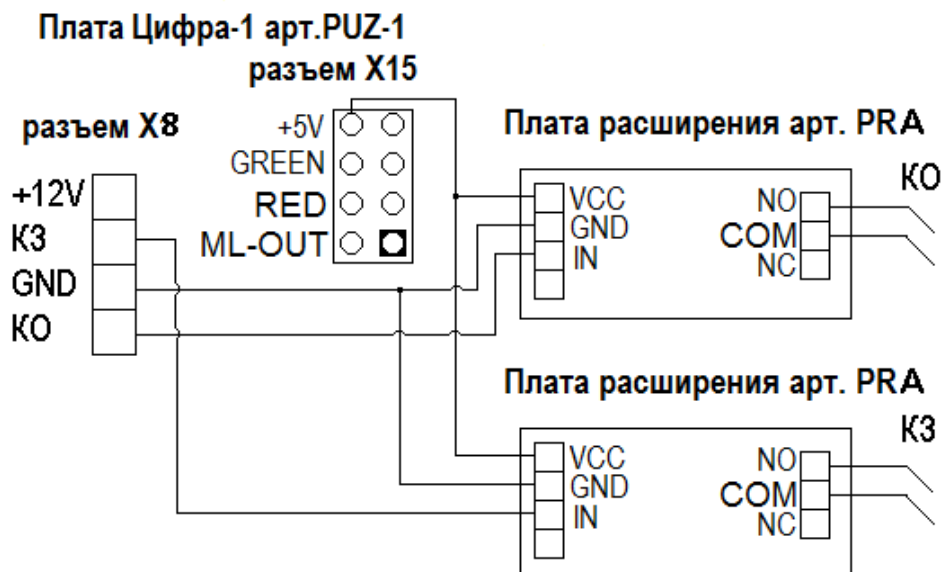 Плата Цифра-1 арт.PUZ-1
разъем X15
разъем X8
+12V
КЗ
GND
КО
+5V
GREEN
RED
ML-OUT
Плата расширения арт. PRA
КО
VCC
GND
IN
NO
COM
NC
Плата расширения арт. PRA
КЗ
VCC
GND
IN
NO
COM
NC